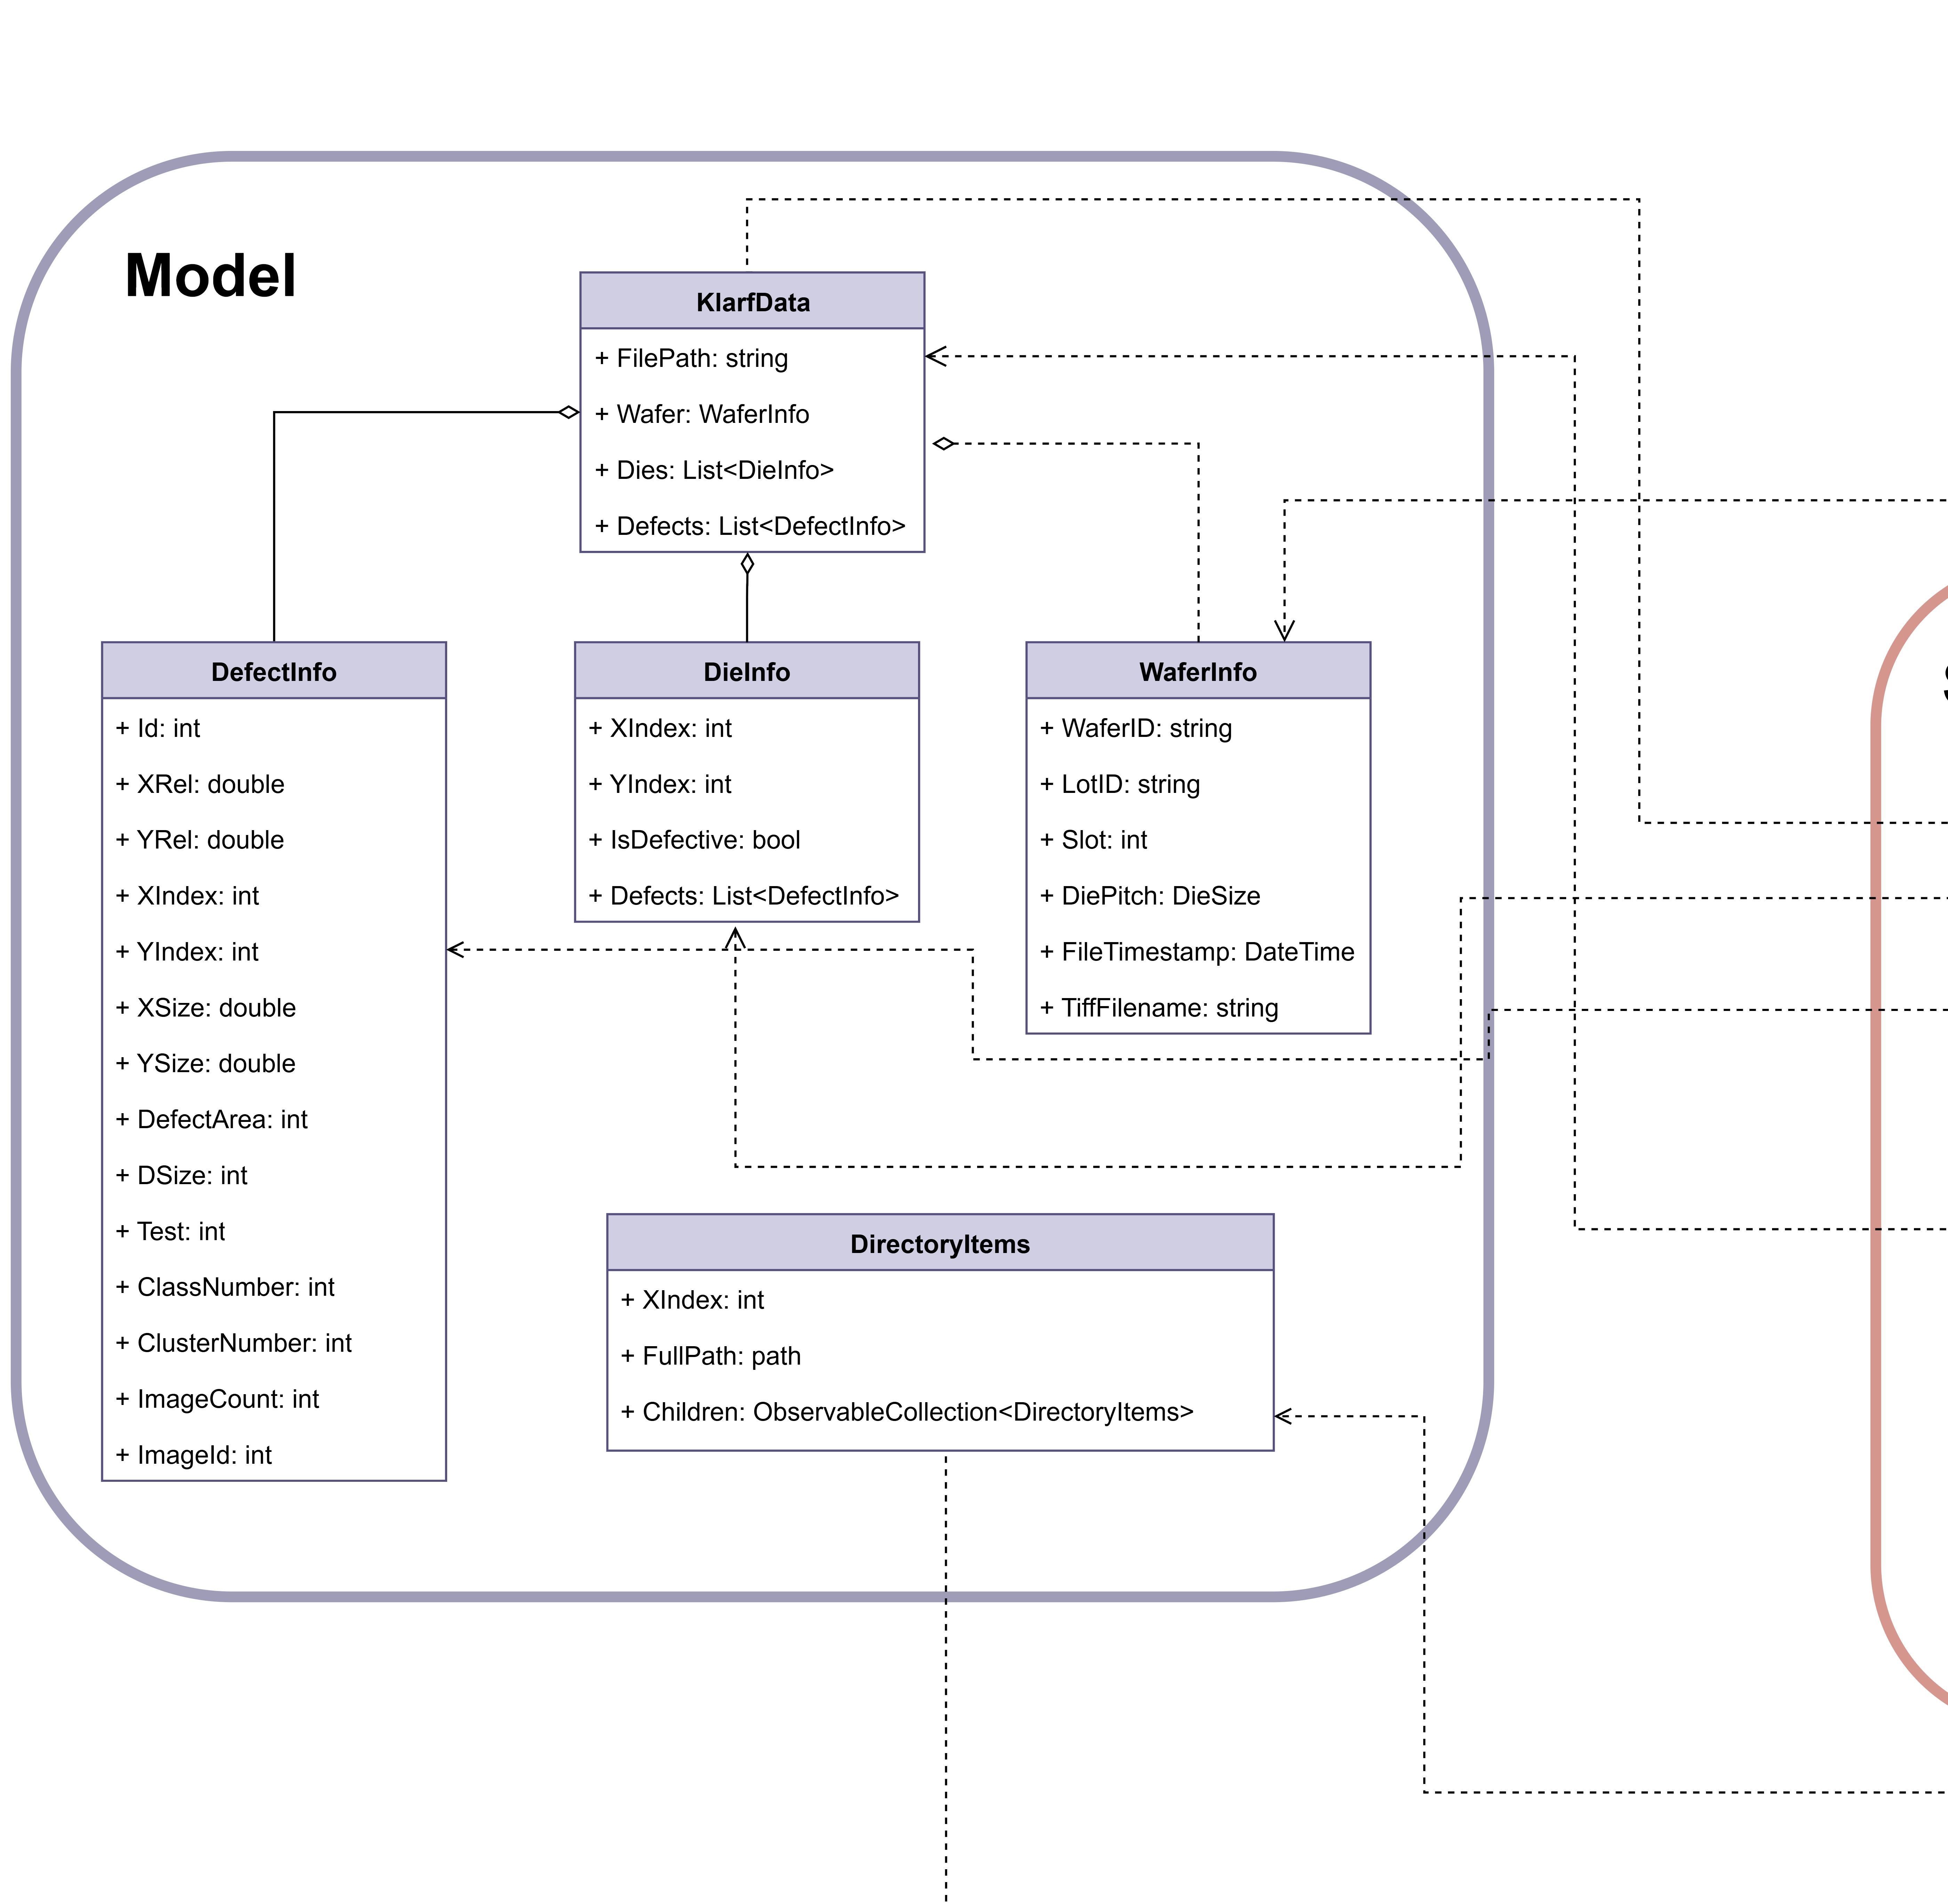 Model
KlarfData
+ FilePath: string
+ Wafer: WaferInfo
+ Dies: List<DieInfo>
+ Defects: List<DefectInfo>
DefectInfo
+ Id: int
+ XRel: double
+ YRel: double
+ XIndex: int
+ YIndex: int
+ XSize: double
+ YSize: double
+ DefectArea: int
+ DSize: int
+ Test: int
+ ClassNumber: int
+ ClusterNumber: int
+ ImageCount: int
+ ImageId: int
DieInfo
+ XIndex: int
+ YIndex: int
+ IsDefective: bool
+ Defects: List<DefectInfo>
WaferInfo
+ WaferID: string
+ LotID: string
+ Slot: int
+ DiePitch: DieSize
+ FileTimestamp: DateTime
+ TiffFilename: string
DirectoryItems
+ XIndex: int
+ FullPath: path
+ Children: ObservableCollection<DirectoryItems>